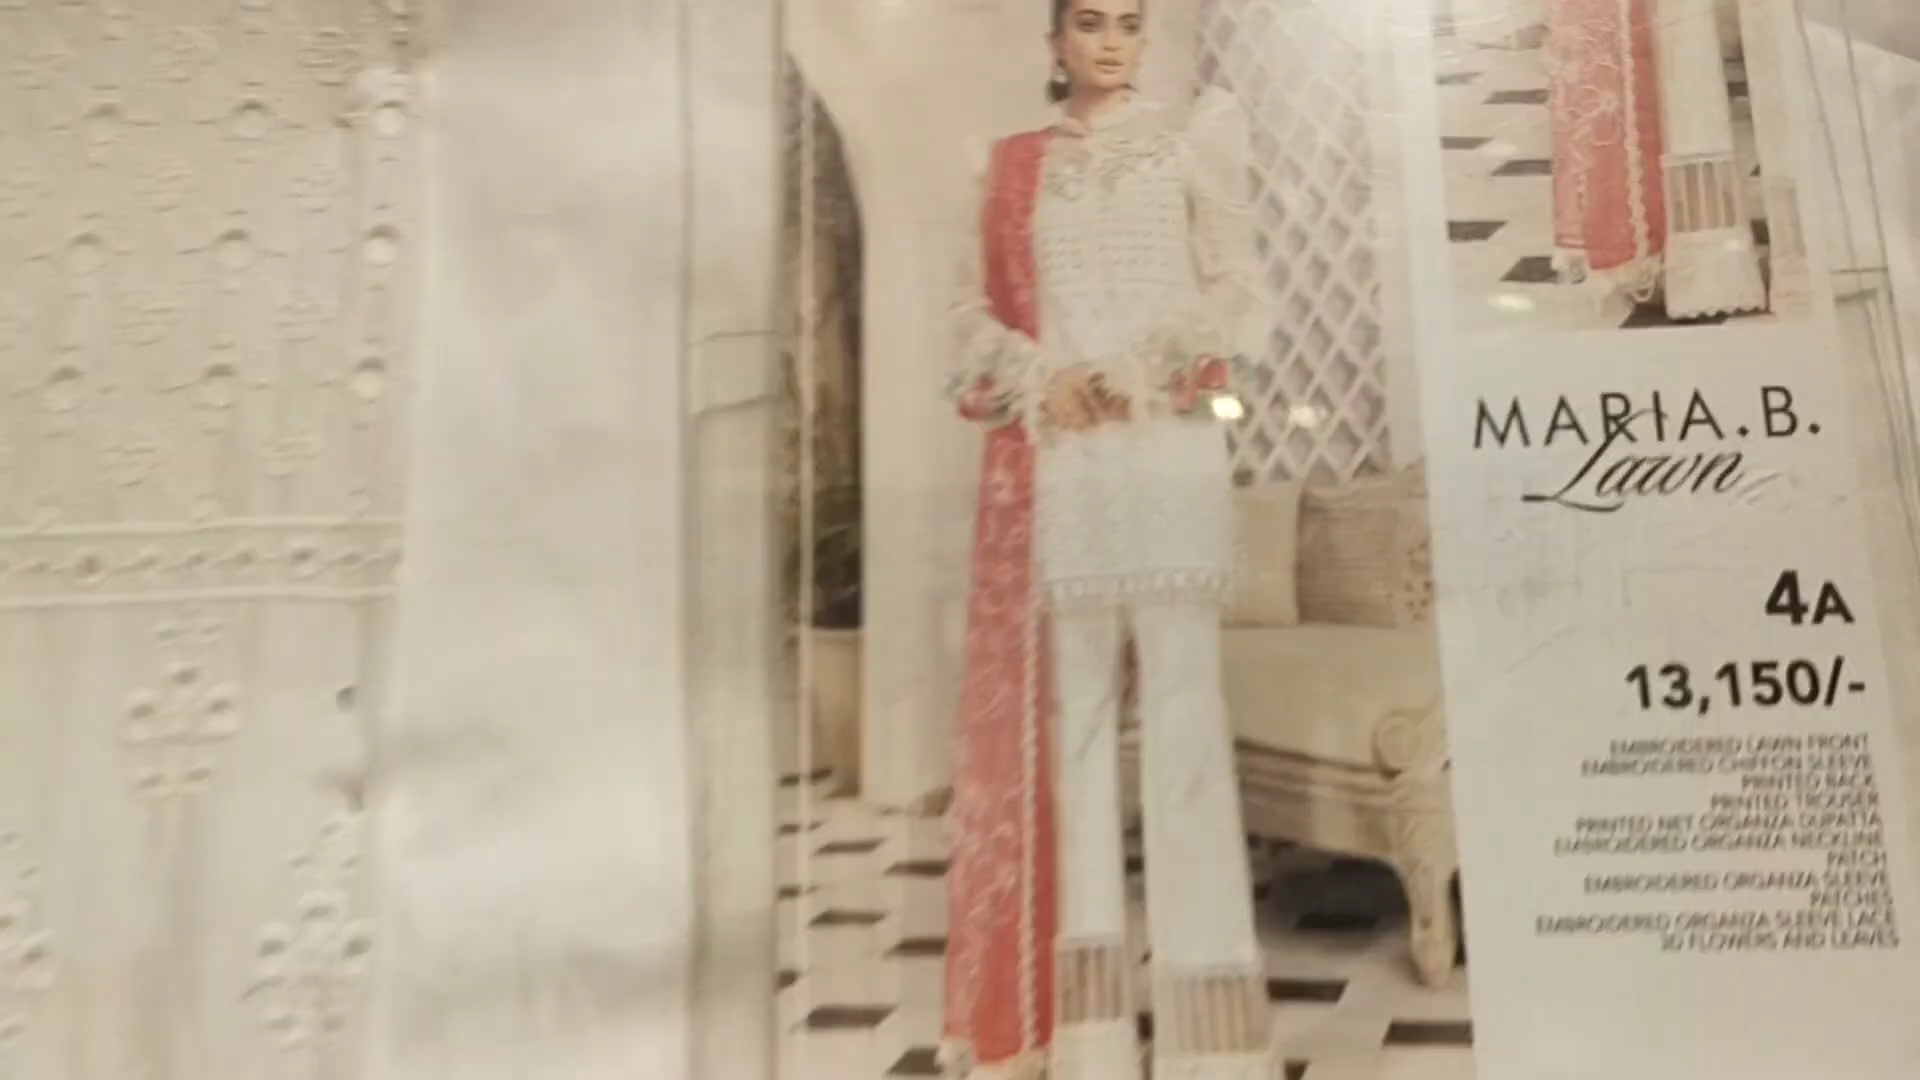 MARIA.B.
Lawn
4A
13,150/-
EMBROIDERED LAWN FRONT
EMBROIDERED CHIFFON SLEEVE
PRINTED BACK
PRINTED TROUSER
PRINTED NET ORGANZA DUPATTA
EMBROIDERED ORGANZA NECKLINE
PATCH
EMBROIDERED ORGANZA SLEEVE
PATCHES
EMBROIDERED ORGANZA SLEEVE LACE
3D FLOWERS AND LEAVES